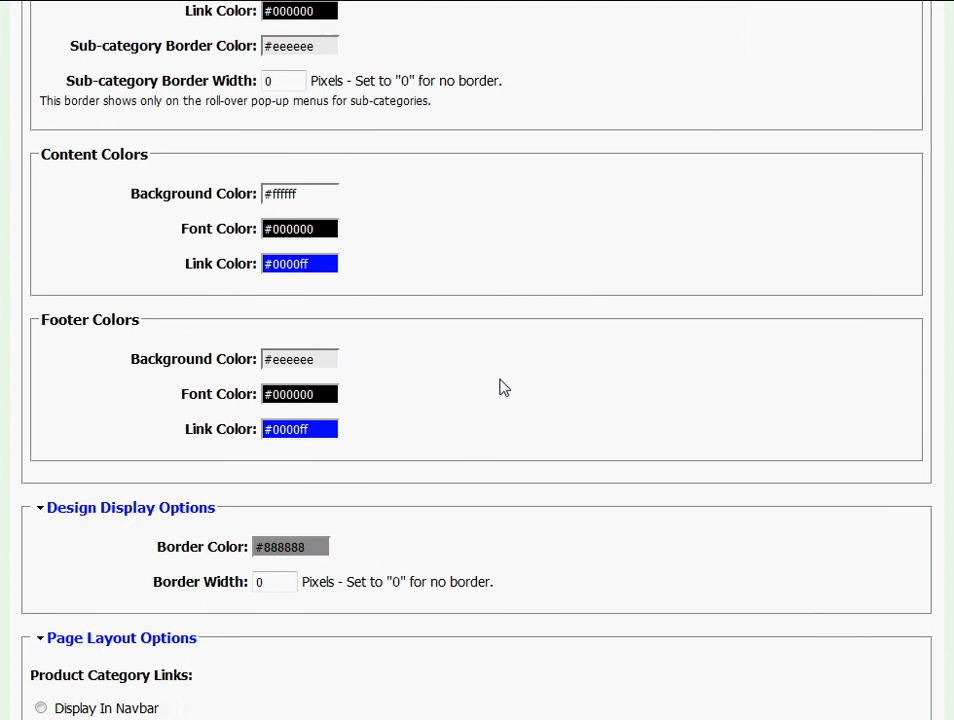 Link Color: #000000
Sub-category Border Color: #eeeeee
Sub-category Border Width: 0 Pixels - Set to "0" for no border.
This border shows only on the roll-over pop-up menus for sub-categories.
Content Colors
Background Color: #ffffff
Font Color: #000000
Link Color: #0000ff
Footer Colors
Background Color: #eeeeee
Font Color: #000000
Link Color: #0000ff
Design Display Options
Border Color: #888888
Border Width: 0 Pixels - Set to "0" for no border.
Page Layout Options
Product Category Links:
Display In Navbar